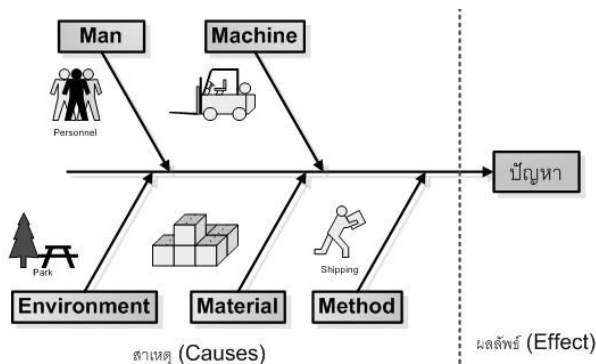 Man
Machine
Personnel
ปัญหา
Park
Shipping
Environment
Material
Method
สาเหตุ (Causes)
ผลลัพธ์ (Effect)